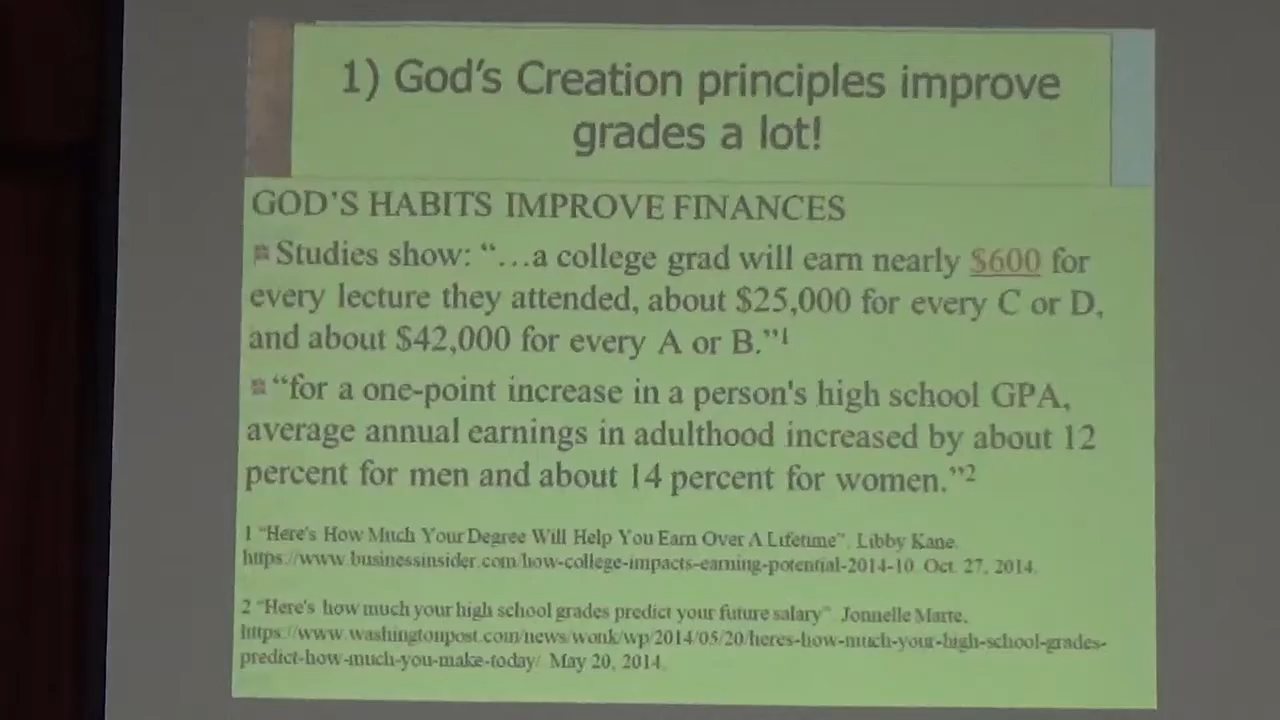 1) God's Creation principles improve
grades a lot!
GOD'S HABITS IMPROVE FINANCES
Studies show: “…a college grad will earn nearly $600 for
every lecture they attended, about $25,000 for every C or D,
and about $42,000 for every A or B.”1
“for a one-point increase in a person's high school GPA,
average annual earnings in adulthood increased by about 12
percent for men and about 14 percent for women.”2
1 “Here's How Much Your Degree Will Help You Earn Over A Lifetime”. Libby Kane.
https://www.businessinsider.com/how-college-impacts-earning-potential-2014-10. Oct. 27, 2014.
2 “Here's how much your high school grades predict your future salary”. Jonnelle Marte.
https://www.washingtonpost.com/news/wonk/wp/2014/05/20/heres-how-much-your-high-school-grades-
predict-how-much-you-make-today/ May 20, 2014.